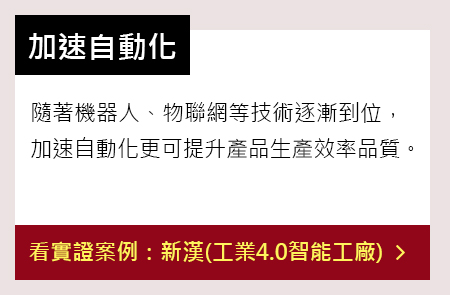 加速自動化
隨著機器人、物聯網等技術逐漸到位，
加速自動化更可提升產品生產效率品質。
看實證案例：新漢(工業4.0智能工廠) >